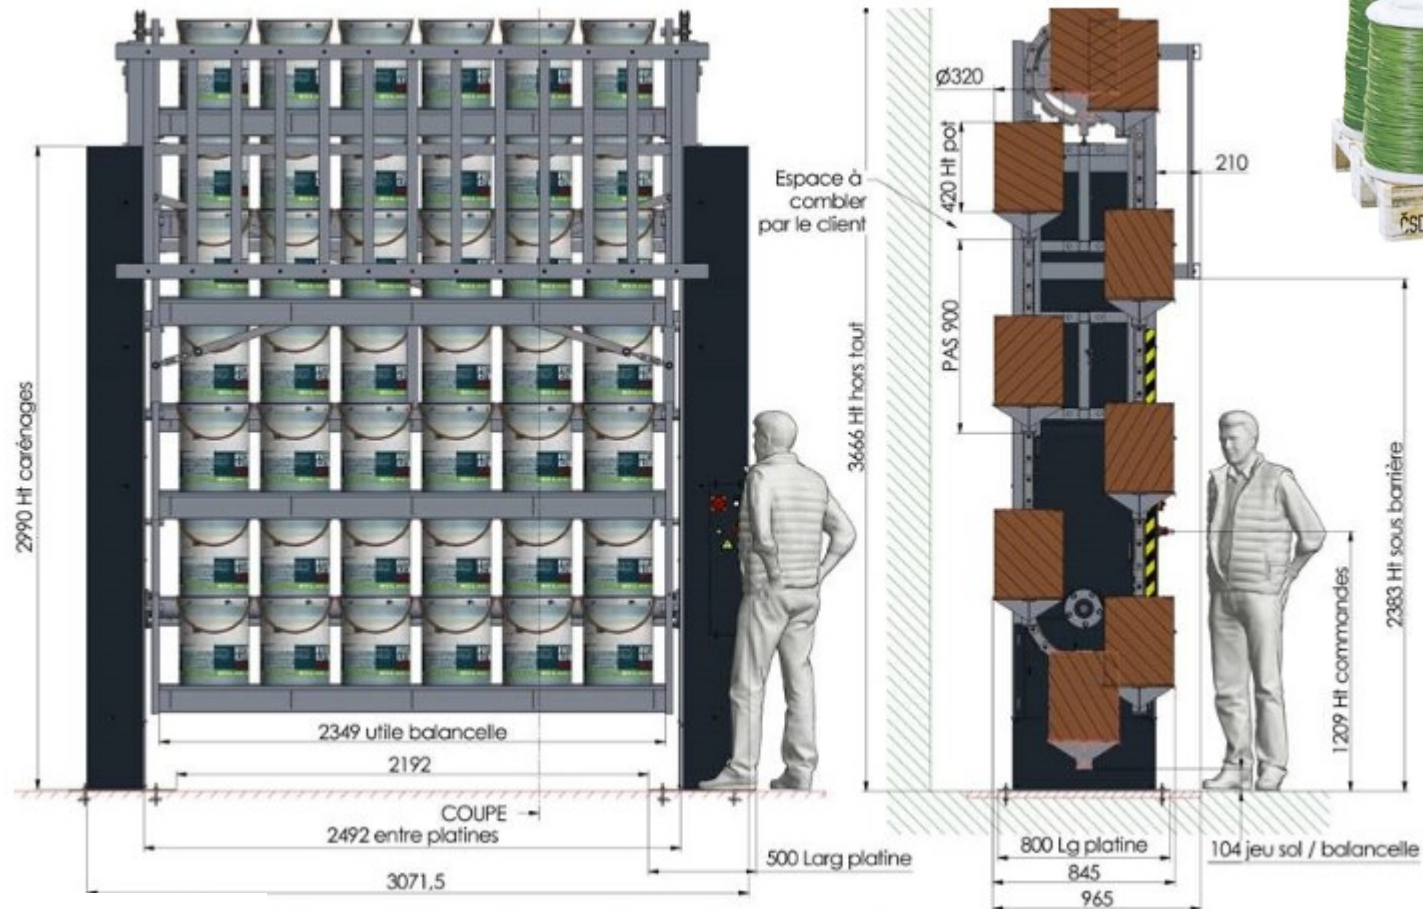 Ø320
420 Ht pot
210
Espace à
combler
par le client
PAS 900
3666 Ht hors tout
2990 Ht carénages
2383 Ht sous barrière
1209 Ht commandes
2349 utile balancelle
2192
COUPE
2492 entre platines
500 Larg platine
3071,5
800 Lg platine
104 jeu sol / balancelle
845
965